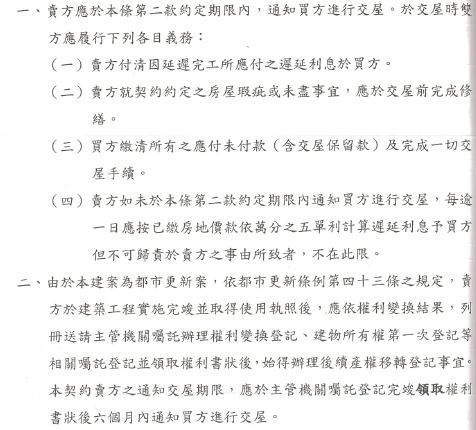 一、賣方應於本條第二款約定期限內，通知買方進行交屋。於交屋時雙
方應履行下列各目義務：
（一）賣方付清因延遲完工所應付之遲延利息於買方。
（二）賣方就契約約定之房屋瑕疵或未盡事宜，應於交屋前完成修
繕。
（三）買方繳清所有之應付未付款（含交屋保留款）及完成一切交
屋手續。
（四）賣方如未於本條第二款約定期限內通知買方進行交屋，每逾
一日應按已繳房地價款依萬分之五單利計算遲延利息予買方
但不可歸責於賣方之事由所致者，不在此限。
二、由於本建案為都市更新案，依都市更新條例第四十三條之規定，賣
方於建築工程實施完竣並取得使用執照後，應依權利變換結果，列
冊送請主管機關囑託辦理權利變換登記、建物所有權第一次登記等
相關囑託登記並領取權利書狀後，始得辦理後續產權移轉登記事宜。
本契約賣方之通知交屋期限，應於主管機關囑託登記完竣領取權利
書狀後六個月內通知買方進行交屋。